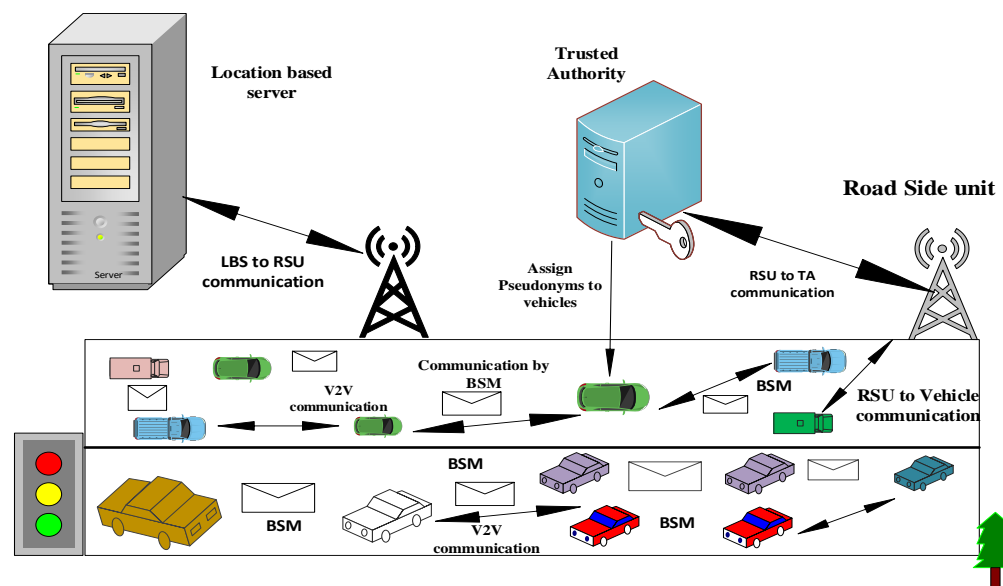 Trusted
Authority
Location based
server
Road Side unit
Server
LBS to RSU
communication
Assign
Pseudonyms to
vehicles
RSU to TA
communication
Communication by
BSM
V2V
communication
BSM
RSU to Vehicle
communication
BSM
BSM
BSM
V2V
communication